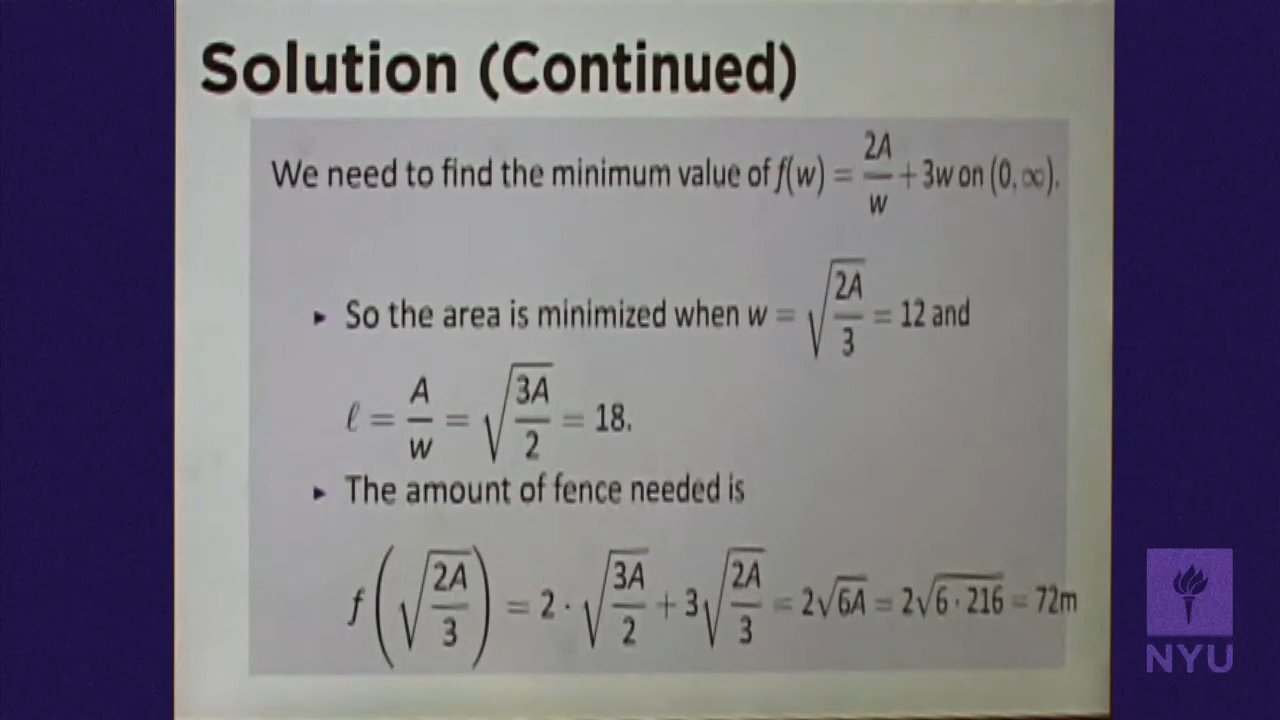 Solution (Continued)
We need to find the minimum value of f(w) = 2A/w + 3w on (0, ∞).
▸ So the area is minimized when w = √(2A/3) = 12 and
ℓ = A/w = √(3A/2) = 18.
▸ The amount of fence needed is
f(√(2A/3)) = 2 · √(3A/2) + 3√(2A/3) = 2√6A = 2√6 · 216 = 72m
NYU